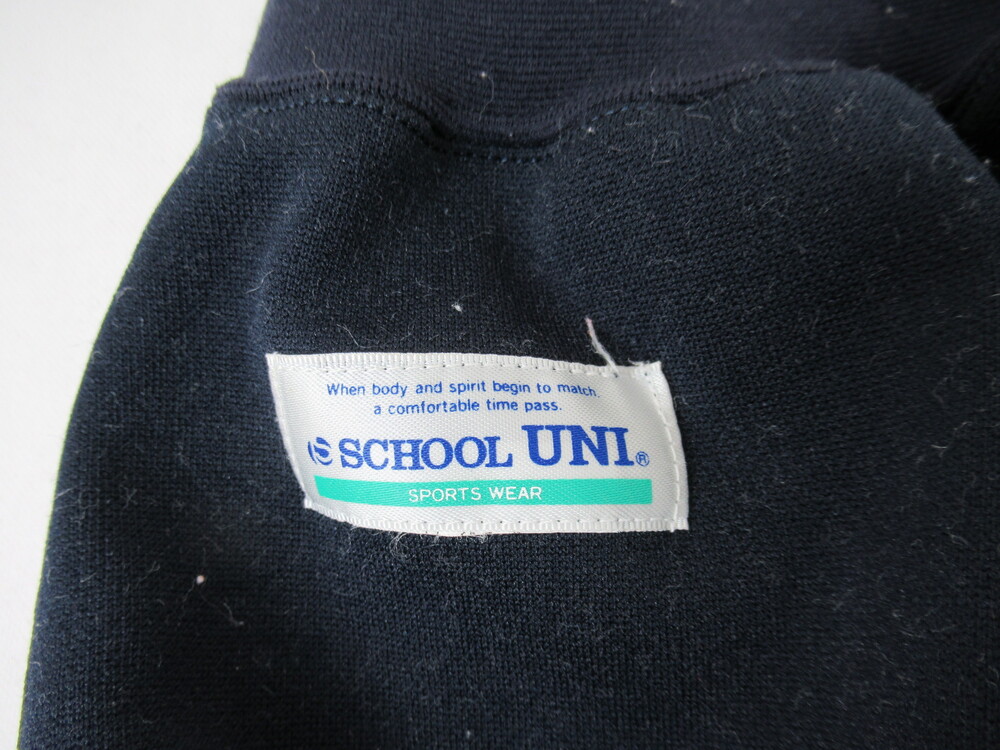 When body and spirit begin to match.
a comfortable time pass.
SCHOOL UNI®
SPORTS WEAR